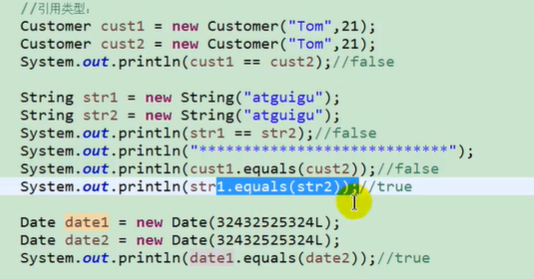 //引用类型：
Customer cust1 = new Customer("Tom",21);
Customer cust2 = new Customer("Tom",21);
System.out.println(cust1 == cust2);//false
String str1 = new String("atguigu");
String str2 = new String("atguigu");
System.out.println(str1 == str2);//false
System.out.println("****************************");
System.out.println(cust1.equals(cust2));//false
System.out.println(str1.equals(str2));//true
Date date1 = new Date(32432525324L);
Date date2 = new Date(32432525324L);
System.out.println(date1.equals(date2));//true